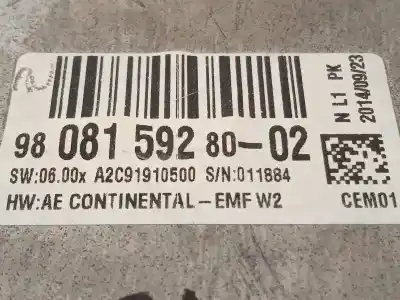 98 081 592 80-02
SW:06.00x A2C91910500 S/N:011884
HW:AE CONTINENTAL-EMF W2
N L1 PK
2014/09/23
CEM01